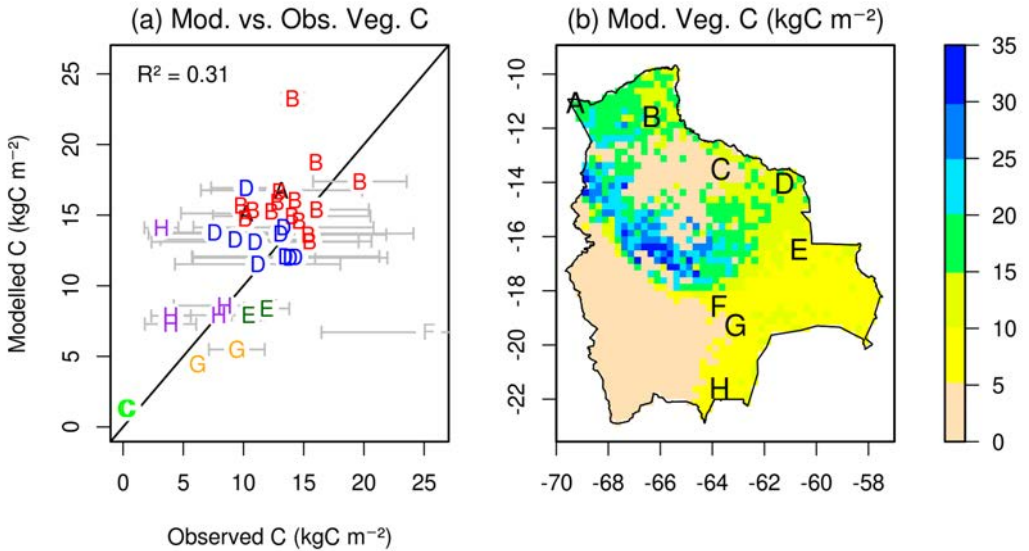 (a) Mod. vs. Obs. Veg. C
R² = 0.31
Modelled C (kgC m⁻²)
25
20
15
10
5
0
B
B
B
D
B
A
B
B
B
B
B
B
A
B
B
B
B
B
H
D
D
D
D
D
D
D
D
D
H
H
H
H
E
E
F
G
G
C
0 5 10 15 20 25
Observed C (kgC m⁻²)
(b) Mod. Veg. C (kgC m⁻²)
-10
-12
-14
-16
-18
-20
-22
A
B
C
D
E
F
G
H
-70 -68 -66 -64 -62 -60 -58
35
30
25
20
15
10
5
0